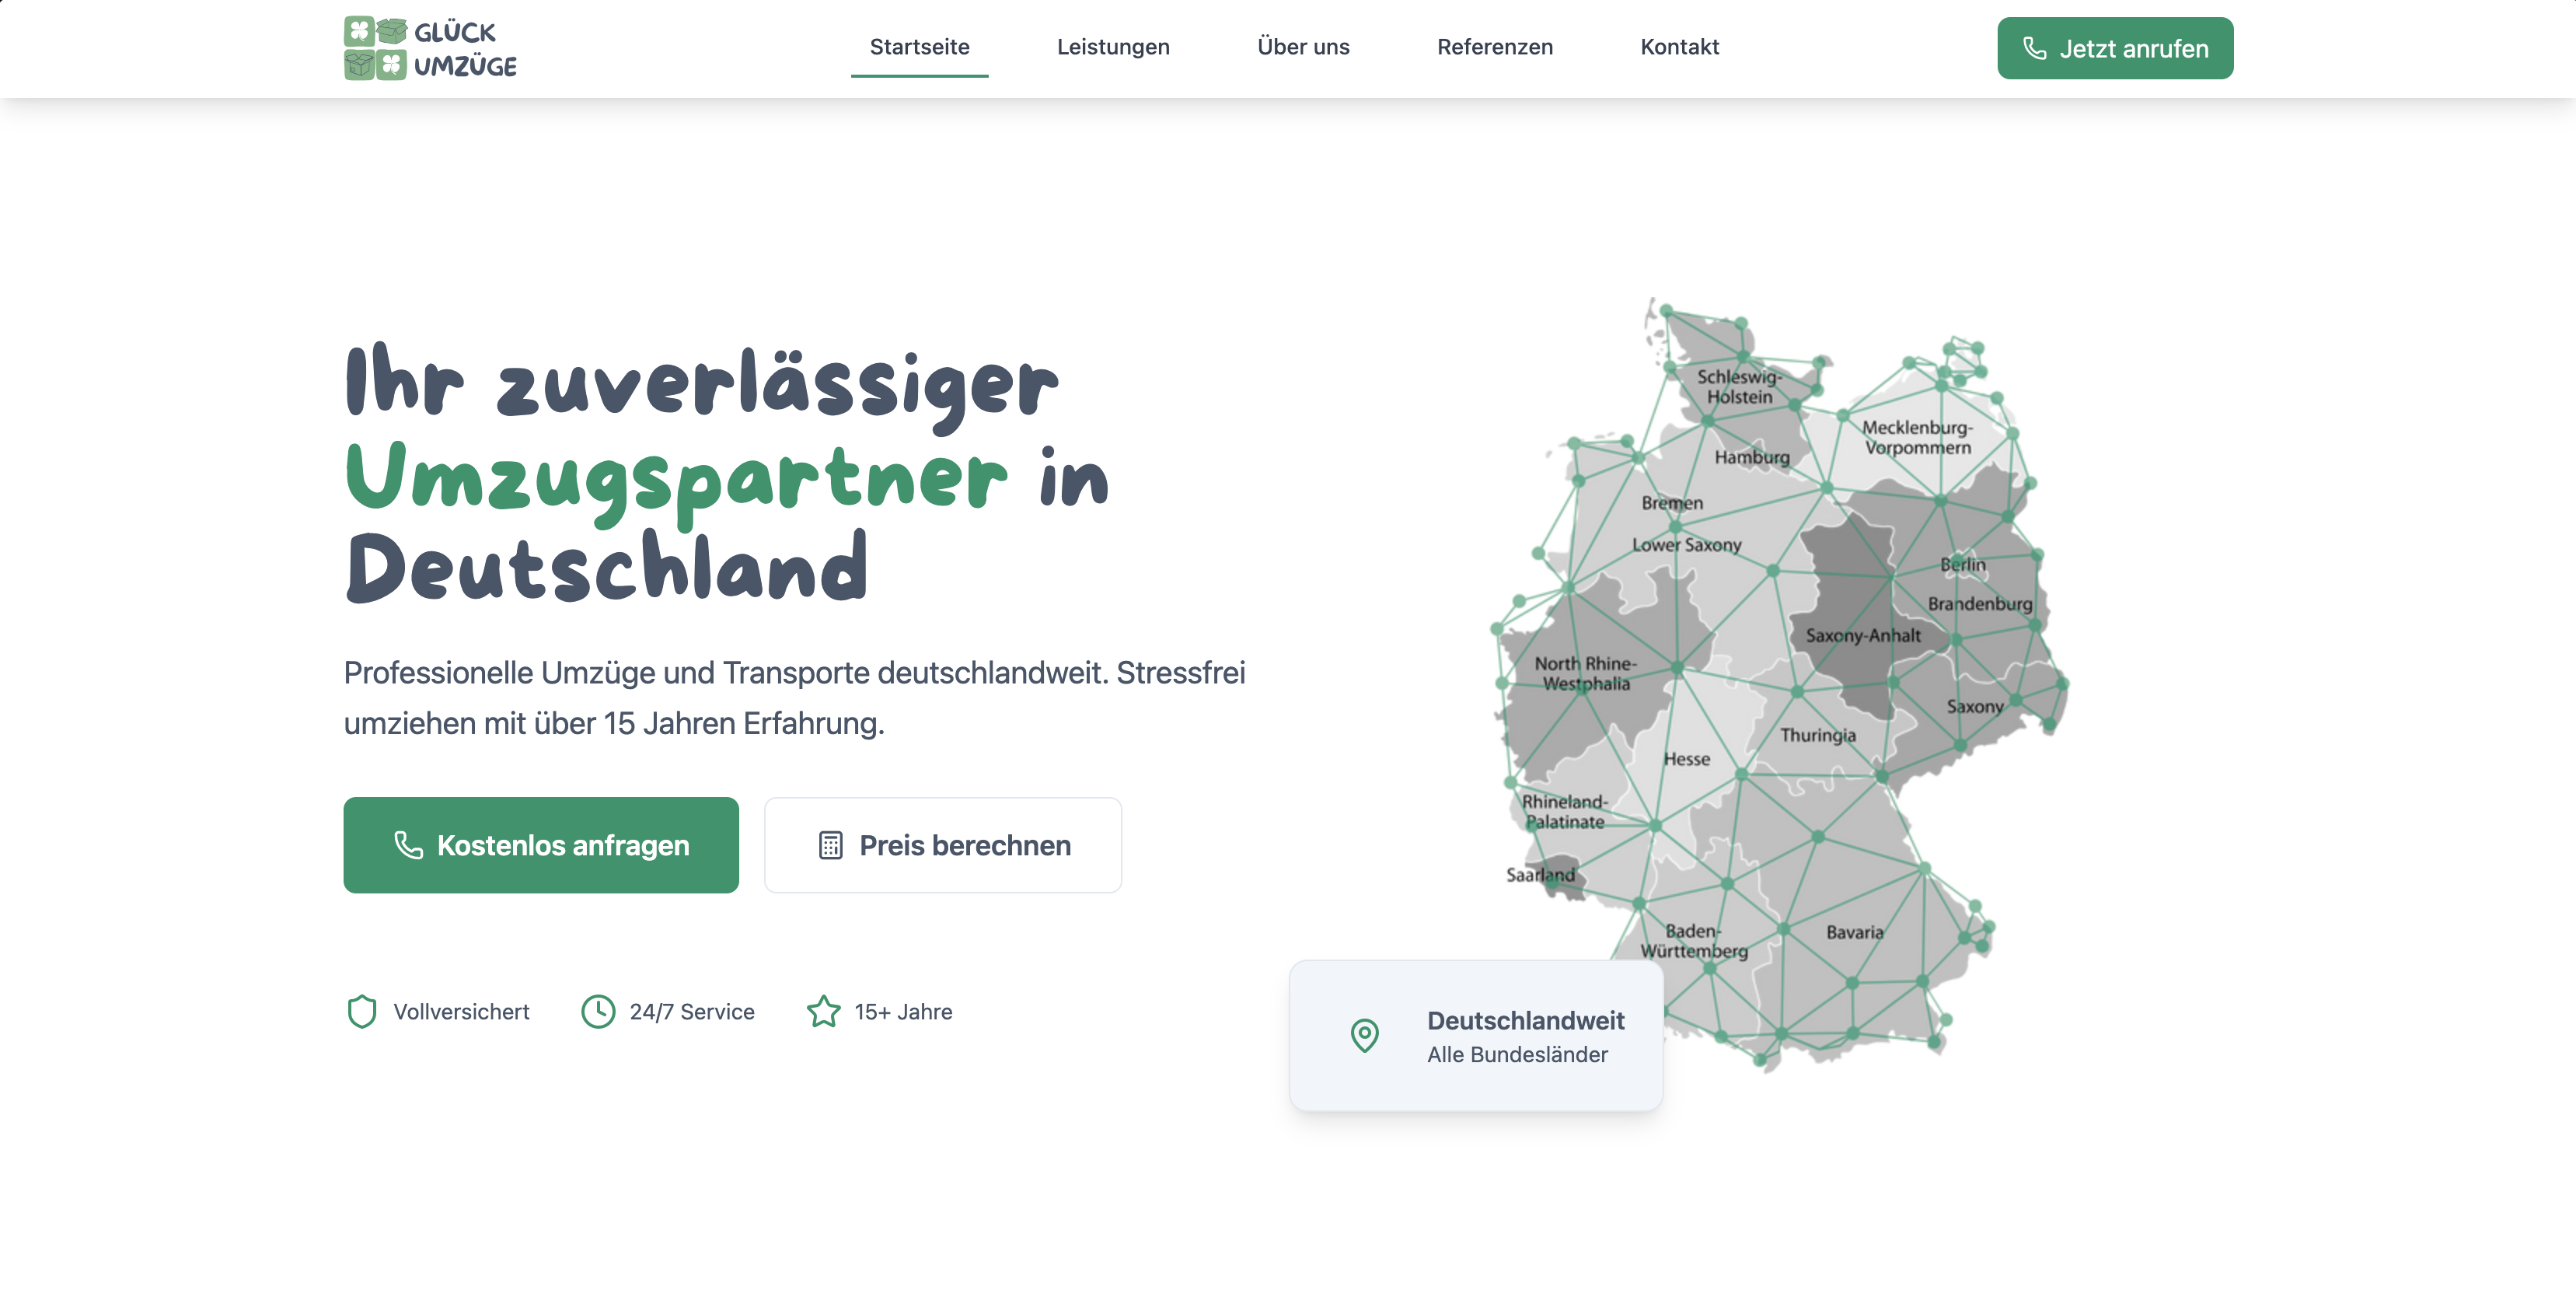 GLÜCK
UMZÜGE
Startseite
Leistungen
Über uns
Referenzen
Kontakt
Jetzt anrufen
Ihr zuverlässiger
Umzugspartner in
Deutschland
Professionelle Umzüge und Transporte deutschlandweit. Stressfrei
umziehen mit über 15 Jahren Erfahrung.
Kostenlos anfragen
Preis berechnen
Vollversichert
24/7 Service
15+ Jahre
Schleswig-
Holstein
Mecklenburg-
Vorpommern
Hamburg
Bremen
Lower Saxony
Berlin
Brandenburg
Saxony-Anhalt
North Rhine-
Westphalia
Saxony
Thuringia
Hesse
Rhineland-
Palatinate
Saarland
Baden-
Württemberg
Bavaria
Deutschlandweit
Alle Bundesländer